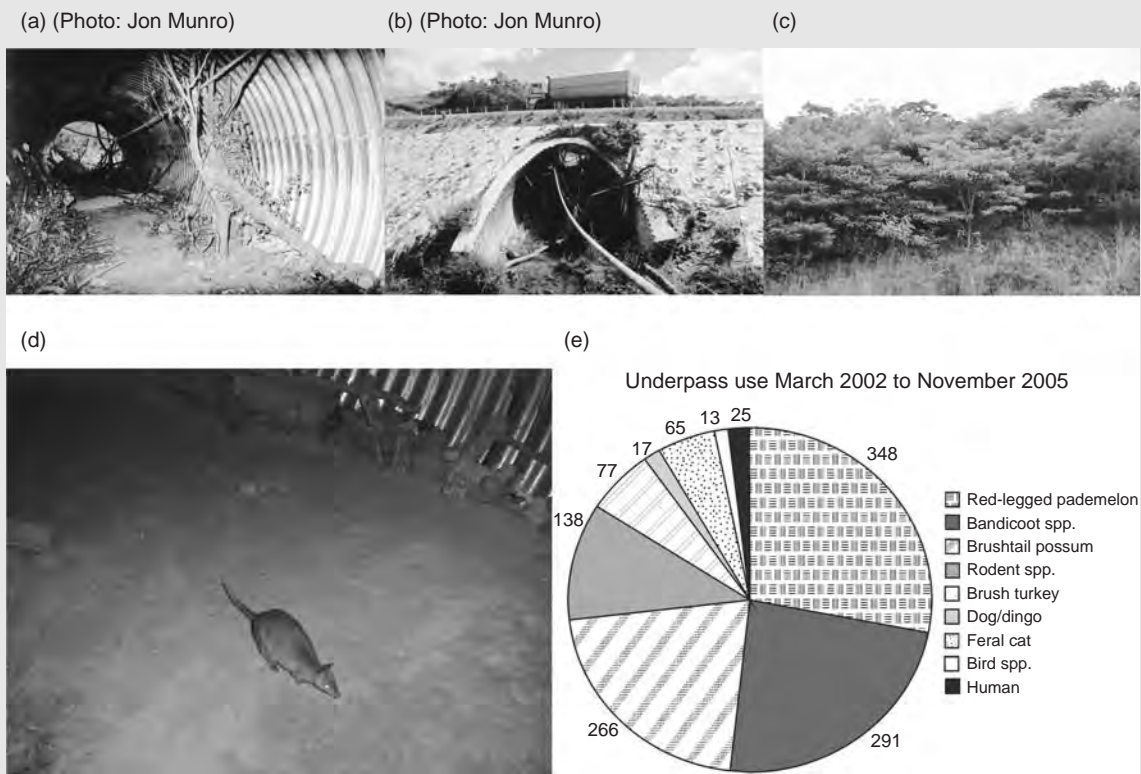 (a) (Photo: Jon Munro)
(b) (Photo: Jon Munro)
(c)
(d)
(e)
Underpass use March 2002 to November 2005
25
13
65
17
77
138
266
291
348
Red-legged pademelon
Bandicoot spp.
Brushtail possum
Rodent spp.
Brush turkey
Dog/dingo
Feral cat
Bird spp.
Human